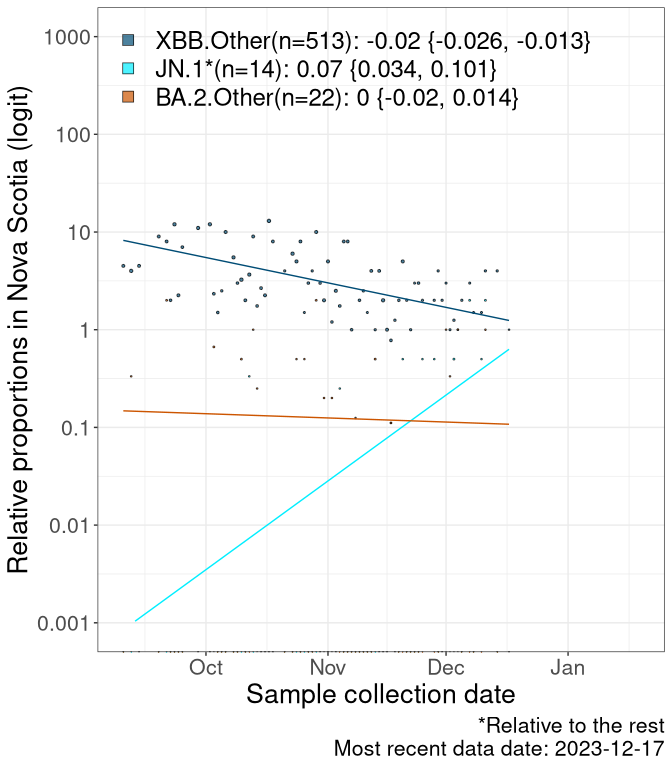 XBB.Other(n=513): -0.02 {-0.026, -0.013}
JN.1*(n=14): 0.07 {0.034, 0.101}
BA.2.Other(n=22): 0 {-0.02, 0.014}
Relative proportions in Nova Scotia (logit)
1000
100
10
1
0.1
0.01
0.001
Oct Nov Dec Jan
Sample collection date
*Relative to the rest
Most recent data date: 2023-12-17